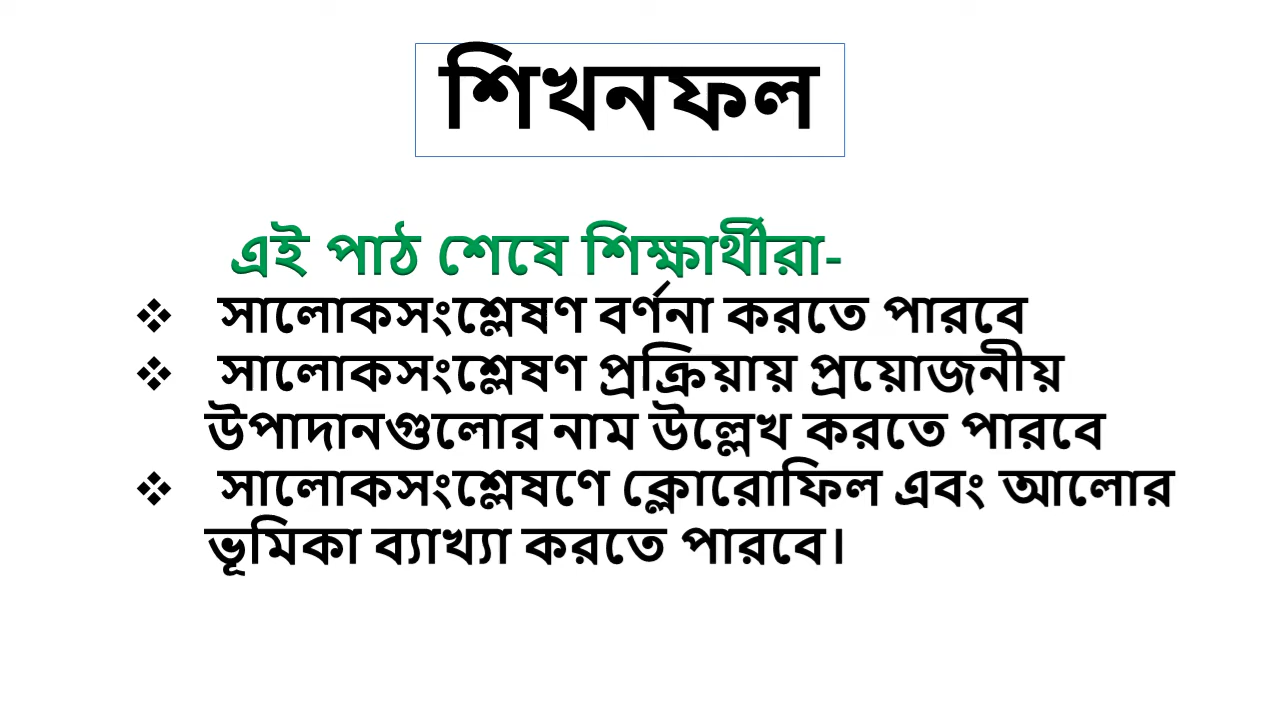 শিখনফল
এই পাঠ শেষে শিক্ষার্থীরা-
❖ সালোকসংশ্লেষণ বর্ণনা করতে পারবে
❖ সালোকসংশ্লেষণ প্রক্রিয়ায় প্রয়োজনীয়
উপাদানগুলোর নাম উল্লেখ করতে পারবে
❖ সালোকসংশ্লেষণে ক্লোরোফিল এবং আলোর
ভূমিকা ব্যাখ্যা করতে পারবে।